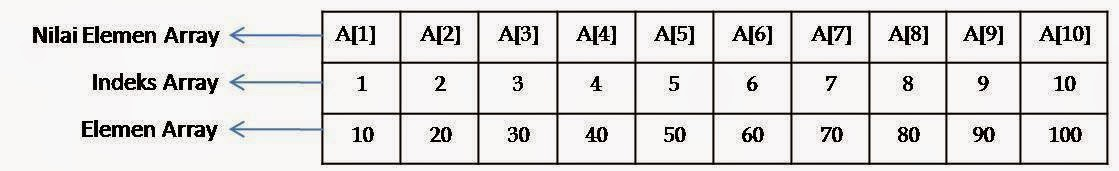 Nilai Elemen Array A[1] A[2] A[3] A[4] A[5] A[6] A[7] A[8] A[9] A[10]
Indeks Array 1 2 3 4 5 6 7 8 9 10
Elemen Array 10 20 30 40 50 60 70 80 90 100